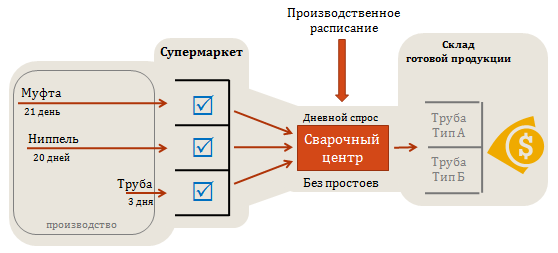 Производственное
расписание
Супермаркет
Склад
готовой продукции
Муфта
21 день
Ниппель
20 дней
Труба
3 дня
производство
Дневной спрос
Сварочный
центр
Без простоев
Труба
Тип А
Труба
Тип Б
$